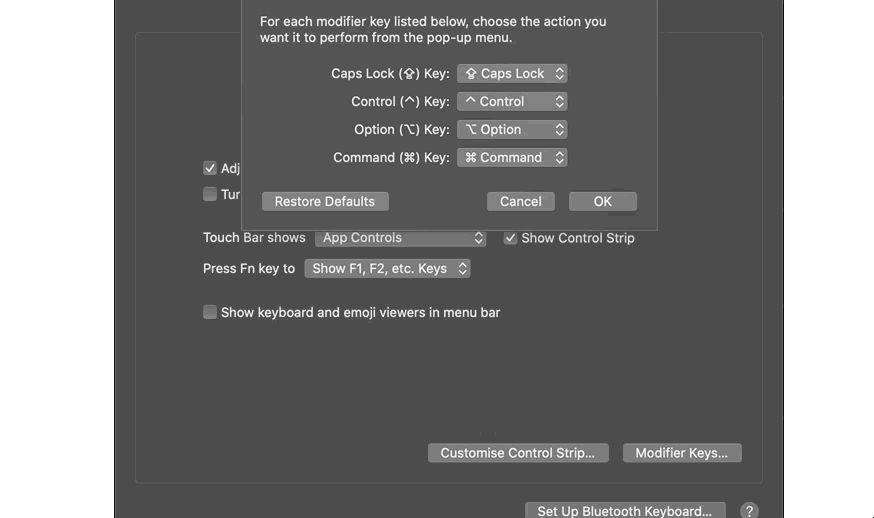 For each modifier key listed below, choose the action you
want it to perform from the pop-up menu.
Caps Lock (⇪) Key: ⇪ Caps Lock
Control (^) Key: ^ Control
Option (⌥) Key: ⌥ Option
Command (⌘) Key: ⌘ Command
Adj
Tur
Restore Defaults Cancel OK
Touch Bar shows App Controls Show Control Strip
Press Fn key to Show F1, F2, etc. Keys
Show keyboard and emoji viewers in menu bar
Customise Control Strip... Modifier Keys...
Set Up Bluetooth Keyboard... ?